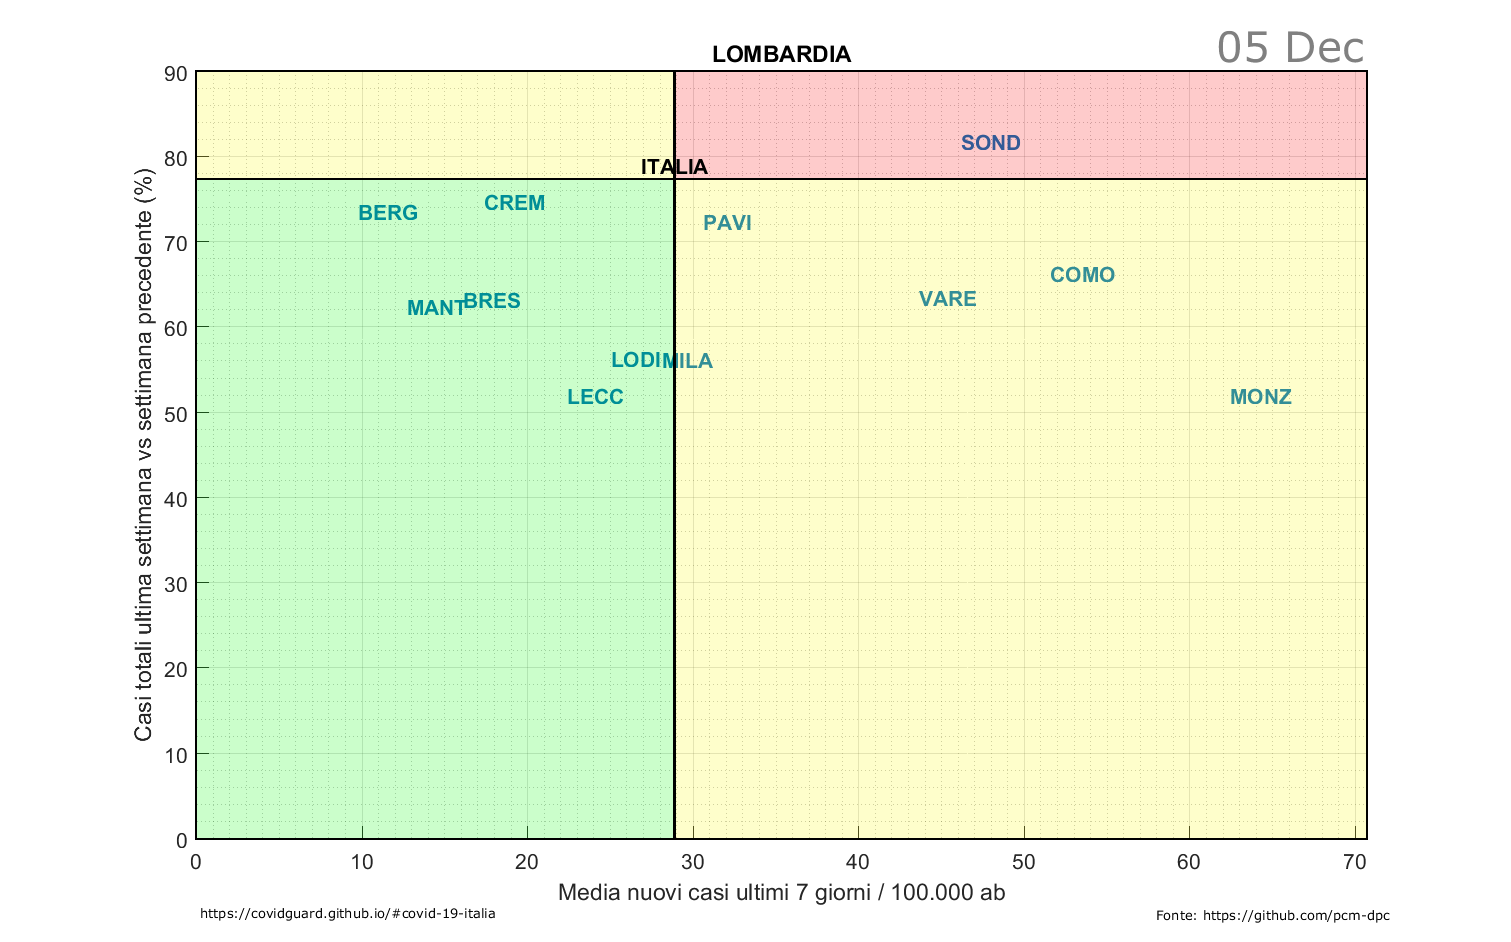 LOMBARDIA
05 Dec
90
80
70
60
50
40
30
20
10
0
Casi totali ultima settimana vs settimana precedente (%)
SOND
ITALIA
CREM
BERG
PAVI
COMO
VARE
BRES
MANT
LODI
MILA
LECC
MONZ
0 10 20 30 40 50 60 70
Media nuovi casi ultimi 7 giorni / 100.000 ab
https://covidguard.github.io/#covid-19-italia
Fonte: https://github.com/pcm-dpc